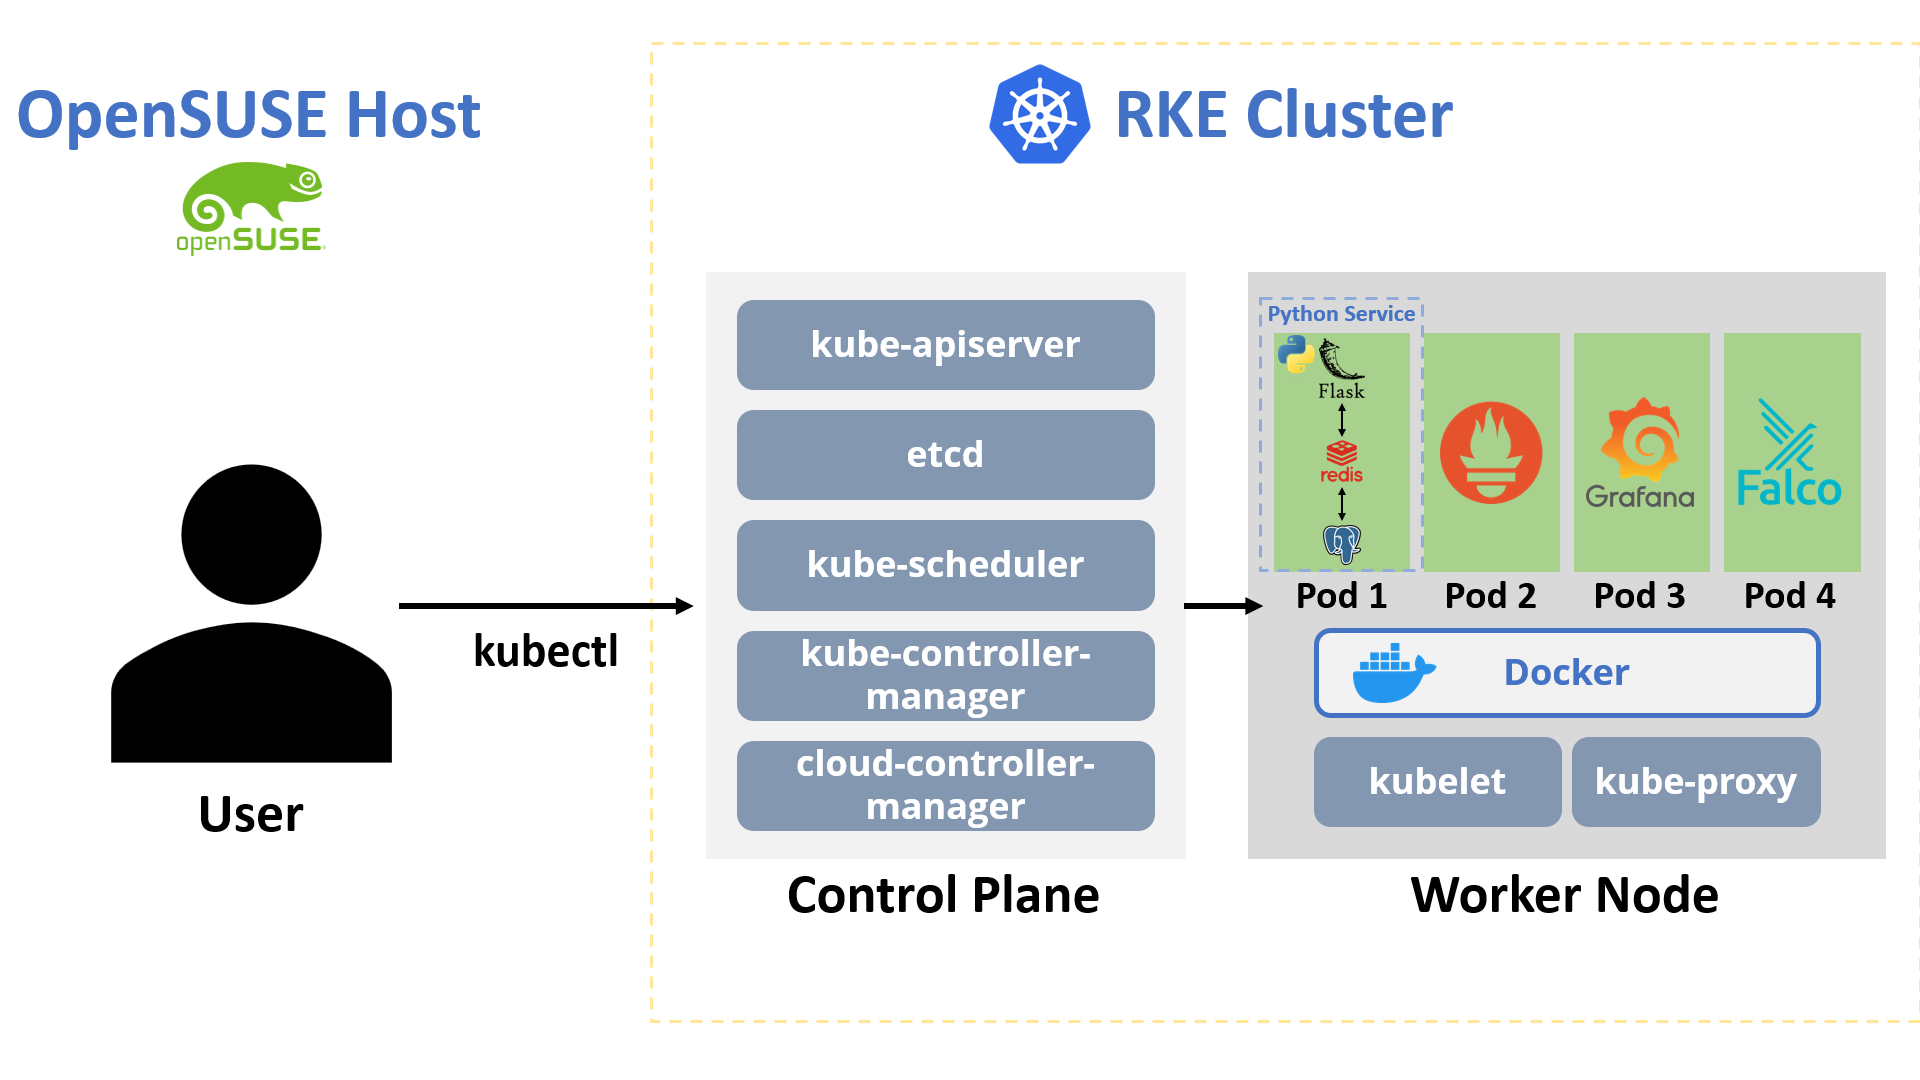 OpenSUSE Host
openSUSE
User
kubectl
RKE Cluster
kube-apiserver
etcd
kube-scheduler
kube-controller-
manager
cloud-controller-
manager
Control Plane
Python Service
Flask
redis
Grafana
Falco
Pod 1
Pod 2
Pod 3
Pod 4
Docker
kubelet
kube-proxy
Worker Node